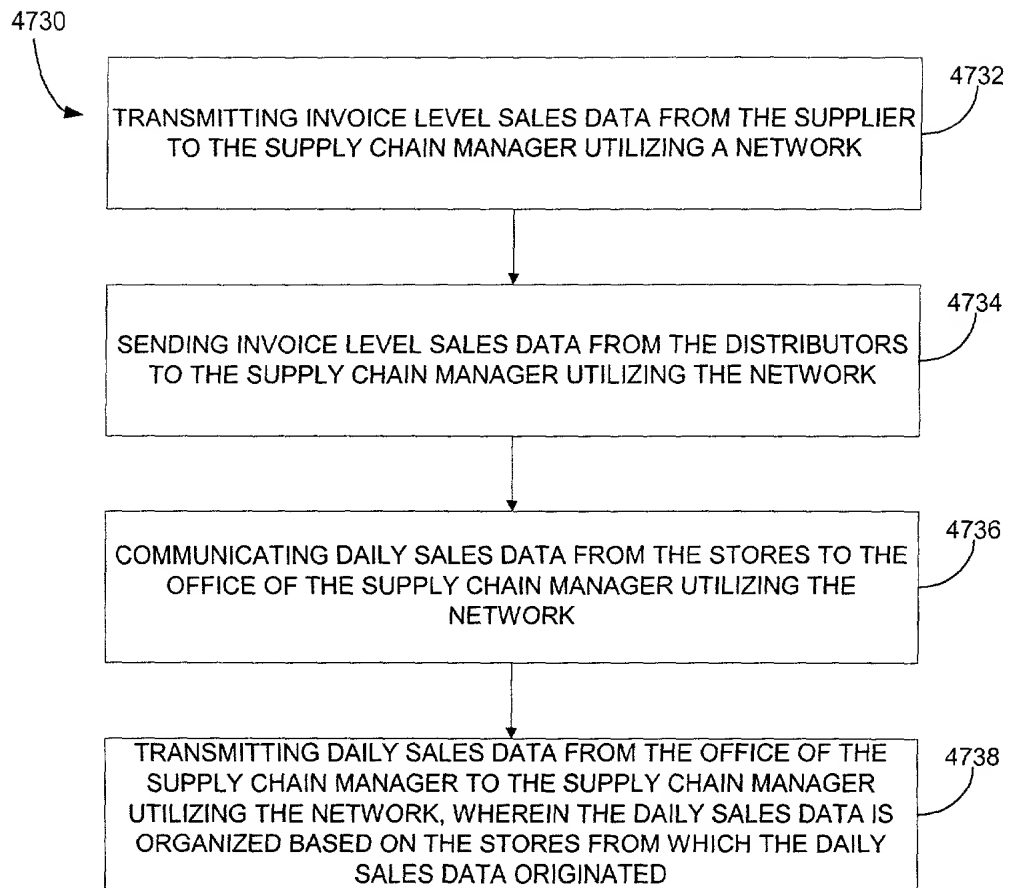 4730
4732
TRANSMITTING INVOICE LEVEL SALES DATA FROM THE SUPPLIER
TO THE SUPPLY CHAIN MANAGER UTILIZING A NETWORK
4734
SENDING INVOICE LEVEL SALES DATA FROM THE DISTRIBUTORS
TO THE SUPPLY CHAIN MANAGER UTILIZING THE NETWORK
4736
COMMUNICATING DAILY SALES DATA FROM THE STORES TO THE
OFFICE OF THE SUPPLY CHAIN MANAGER UTILIZING THE
NETWORK
4738
TRANSMITTING DAILY SALES DATA FROM THE OFFICE OF THE
SUPPLY CHAIN MANAGER TO THE SUPPLY CHAIN MANAGER
UTILIZING THE NETWORK, WHEREIN THE DAILY SALES DATA IS
ORGANIZED BASED ON THE STORES FROM WHICH THE DAILY
SALES DATA ORIGINATED